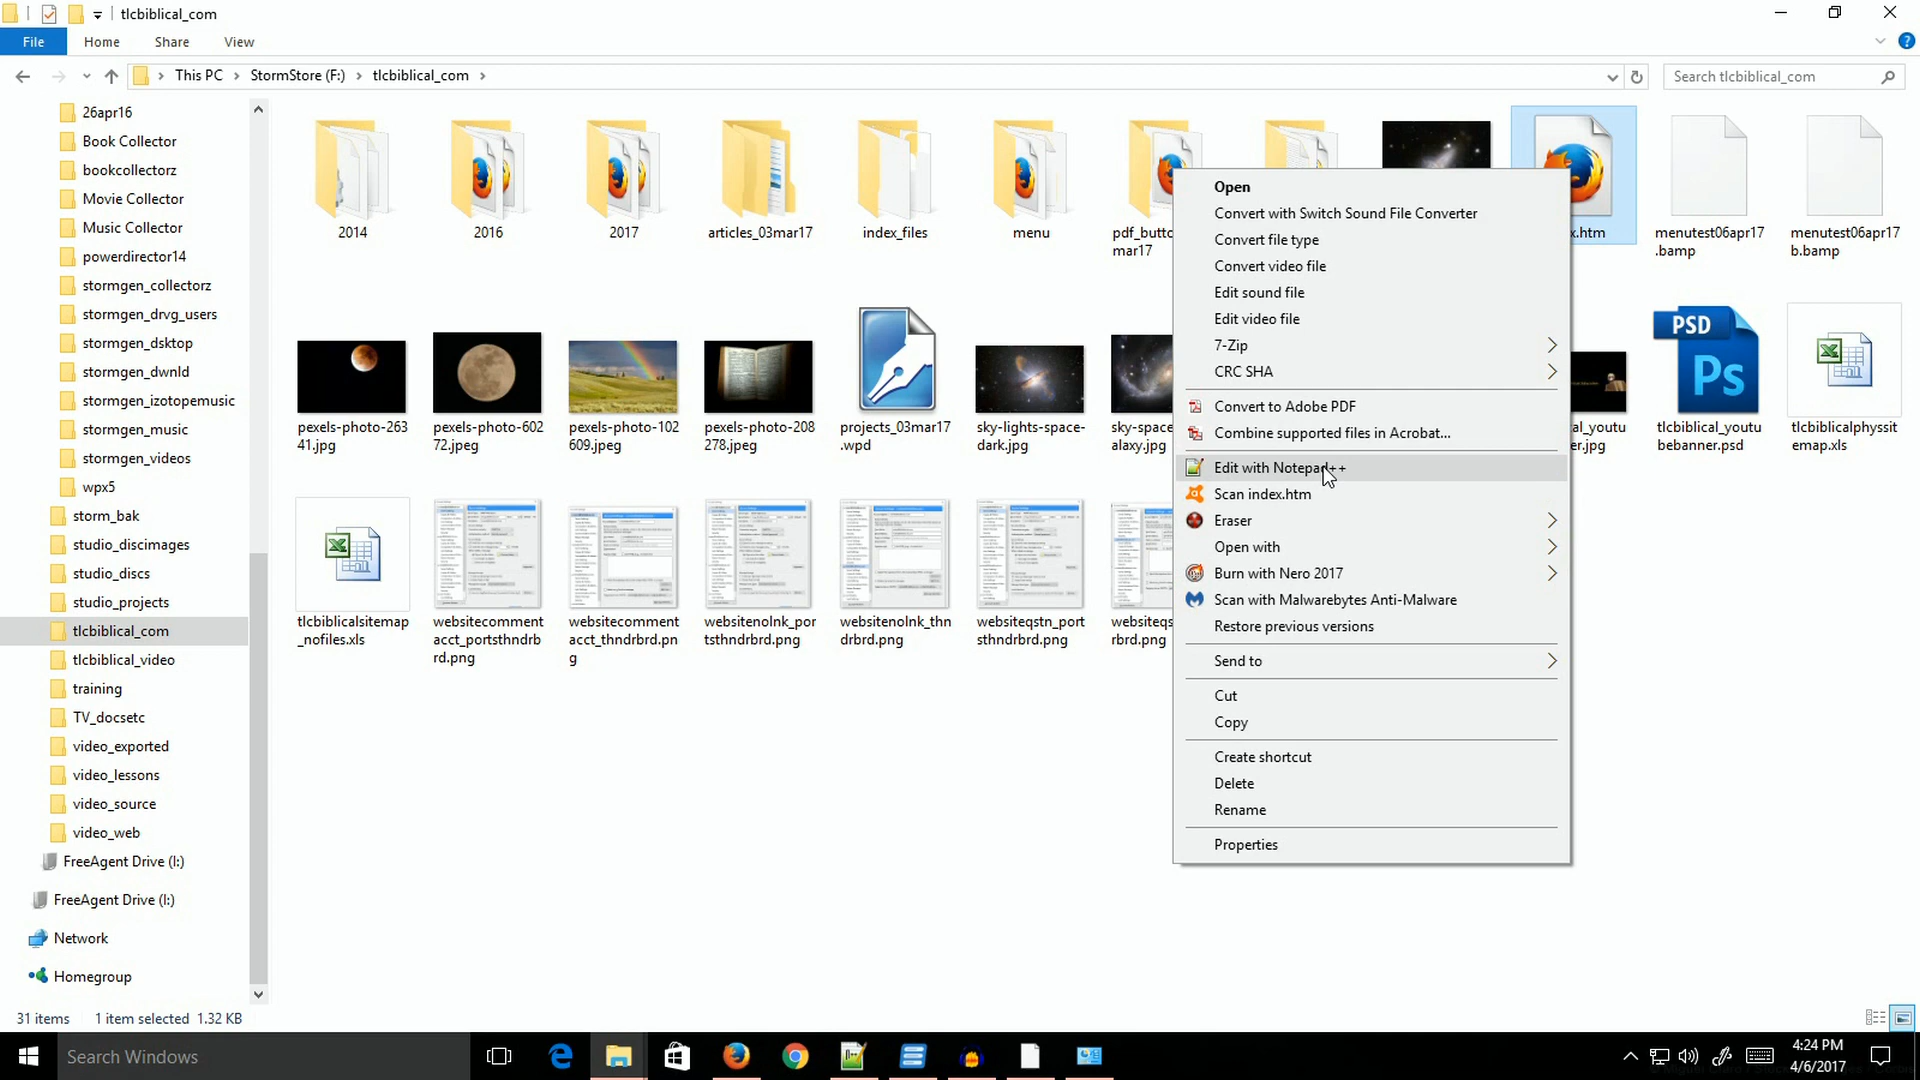 tlcbiblical_com
File
Home
Share
View
This PC
StormStore (F:)
tlcbiblical_com
Search tlcbiblical_com
26apr16
Book Collector
bookcollectorz
Movie Collector
Music Collector
powerdirector14
stormgen_collectorz
stormgen_drvg_users
stormgen_dsktop
stormgen_dwnld
stormgen_izotopemusic
stormgen_music
stormgen_videos
wpx5
storm_bak
studio_discimages
studio_discs
studio_projects
tlcbiblical_com
tlcbiblical_video
training
TV_docsetc
video_exported
video_lessons
video_source
video_web
FreeAgent Drive (I:)
FreeAgent Drive (I:)
Network
Homegroup
2014
2016
2017
articles_03mar17
index_files
menu
pdf_butto
mar17
x.htm
menutest06apr17
.bamp
menutest06apr17
b.bamp
pexels-photo-263
41.jpg
pexels-photo-602
72.jpeg
pexels-photo-102
609.jpeg
pexels-photo-208
278.jpeg
projects_03mar17
.wpd
sky-lights-space-
dark.jpg
sky-space-
alaxy.jpg
al_youtu
er.jpg
PSD
Ps
tlcbiblical_youtu
bebanner.psd
tlcbiblicalphyssit
emap.xls
tlcbiblicalsitemap
_nofiles.xls
websitecomment
acct_portsthndrb
rd.png
websitecomment
acct_thndrbrd.pn
g
websitenolnk_po
rtsthndrbrd.png
websitenolnk_thn
drbrd.png
websiteqstn_port
sthndrbrd.png
websiteqs
rbrd.png
Open
Convert with Switch Sound File Converter
Convert file type
Convert video file
Edit sound file
Edit video file
7-Zip
CRC SHA
Convert to Adobe PDF
Combine supported files in Acrobat...
Edit with Notepad++
Scan index.htm
Eraser
Open with
Burn with Nero 2017
Scan with Malwarebytes Anti-Malware
Restore previous versions
Send to
Cut
Copy
Create shortcut
Delete
Rename
Properties
31 items
1 item selected 1.32 KB
Search Windows
4:24 PM
4/6/2017